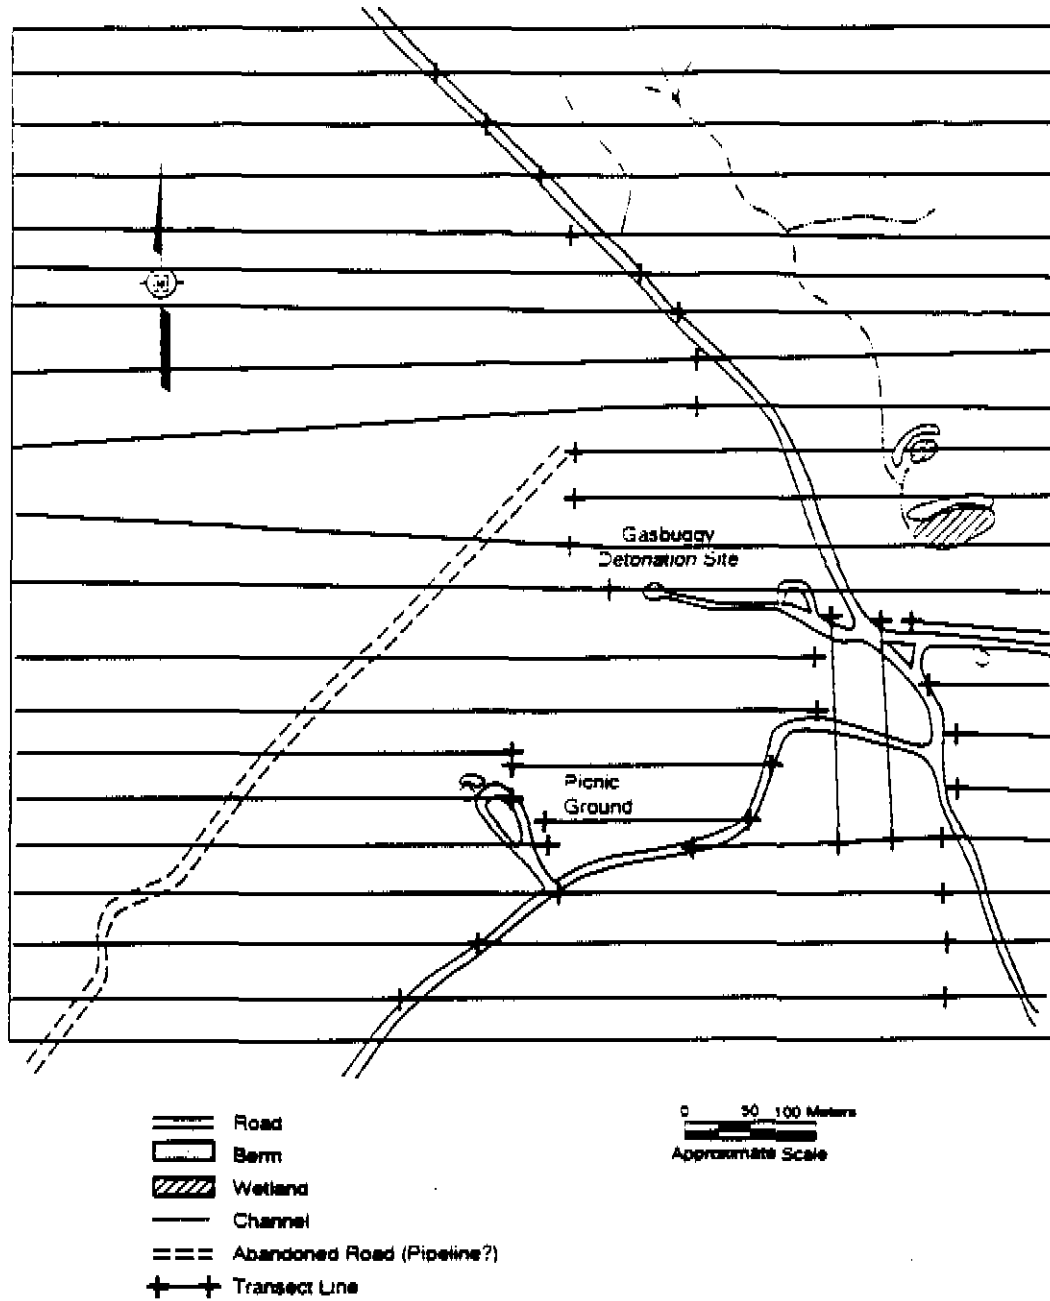 Gasbuggy
Detonation Site
Picnic
Ground
0 50 100 Meters
Approximate Scale
Road
Berm
Wetland
Channel
Abandoned Road (Pipeline?)
Transect Line